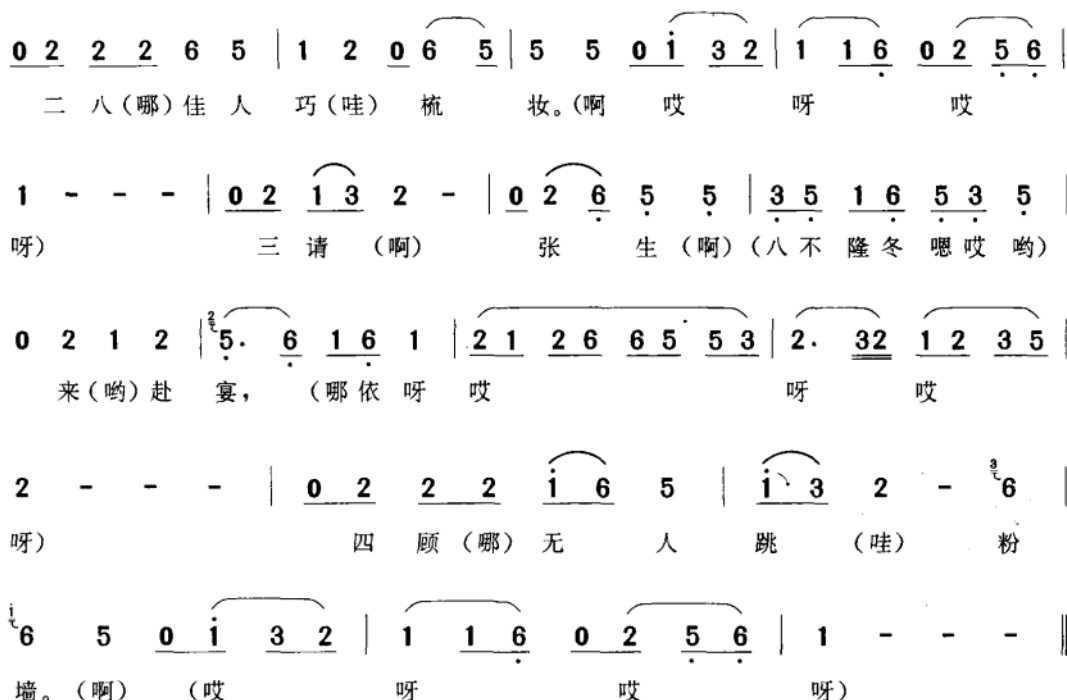 0 2 2 2 6 5 | 1 2 0 6 5 | 5 5 0 i 3 2 | 1 1 6 0 2 5 6 |
二 八(哪)佳 人 巧(哇) 梳 妆。(啊 哎 呀 哎
1 - - - | 0 2 1 3 2 - | 0 2 6 5 5 | 3 5 1 6 5 3 5 |
呀) 三 请 (啊) 张 生 (啊)(八 不 隆 冬 嗯 哎 哟)
0 2 1 2 | 2 5. 6 1 6 1 | 2 1 2 6 6 5 5 3 | 2. 32 1 2 3 5 |
来(哟)赴 宴, (哪 依 呀 哎 呀 哎
2 - - - | 0 2 2 2 i 6 5 | i 3 2 - 3 6 |
呀) 四 顾 (哪) 无 人 跳 (哇) 粉
i 6 5 0 i 3 2 | 1 1 6 0 2 5 6 | 1 - - - ‖
墙。(啊) (哎 呀 哎 呀)